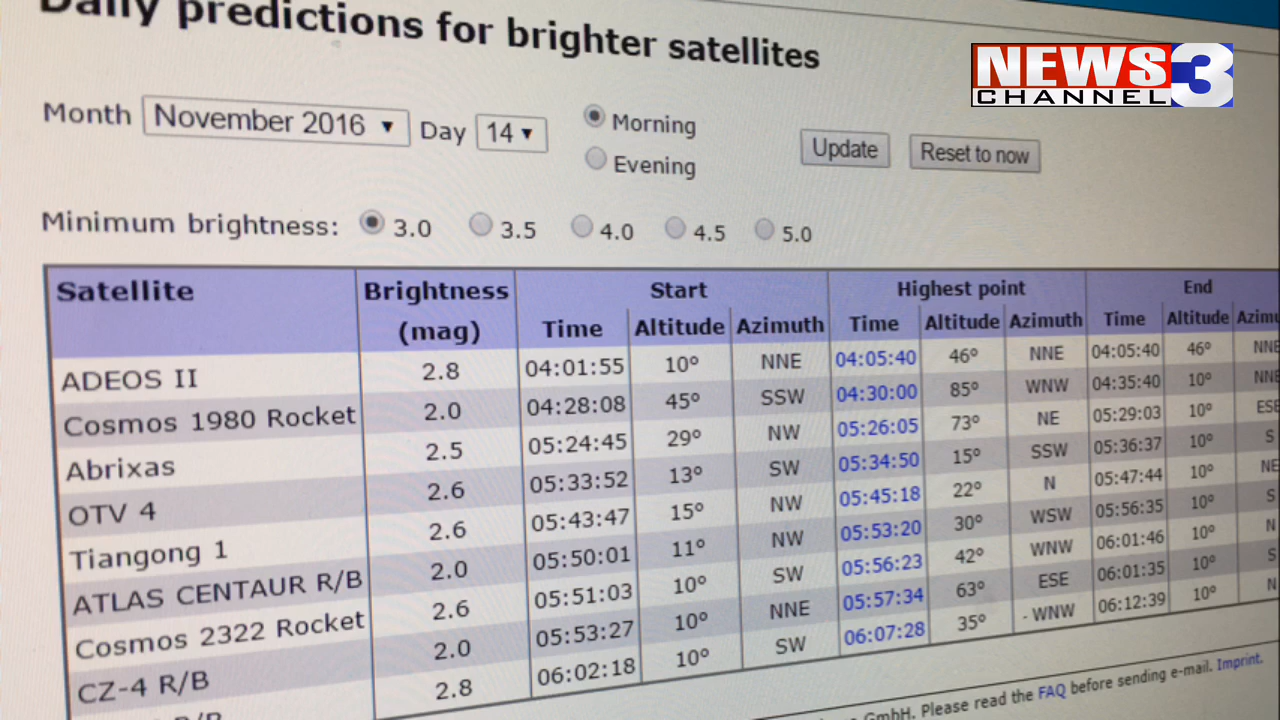 Daily predictions for brighter satellites
NEWS 3
CHANNEL
Month November 2016 ▼ Day 14 ▼ Morning Update Reset to now
Evening
Minimum brightness: 3.0 3.5 4.0 4.5 5.0
Satellite Brightness Start Highest point End
(mag) Time Altitude Azimuth Time Altitude Azimuth Time Altitude Azimu
ADEOS II 2.8 04:01:55 10° NNE 04:05:40 46° NNE 04:05:40 46° NNE
Cosmos 1980 Rocket 2.0 04:28:08 45° SSW 04:30:00 85° WNW 04:35:40 10° NNE
Abrixas 2.5 05:24:45 29° NW 05:26:05 73° NE 05:29:03 10° ESE
OTV 4 2.6 05:33:52 13° SW 05:34:50 15° SSW 05:36:37 10° S
Tiangong 1 2.6 05:43:47 15° NW 05:45:18 22° N 05:47:44 10° NE
ATLAS CENTAUR R/B 2.0 05:50:01 11° NW 05:53:20 30° WSW 05:56:35 10° S
Cosmos 2322 Rocket 2.6 05:51:03 10° SW 05:56:23 42° WNW 06:01:46 10° N
CZ-4 R/B 2.0 05:53:27 10° NNE 05:57:34 63° ESE 06:01:35 10° S
R/B 2.8 06:02:18 10° SW 06:07:28 35° - WNW 06:12:39 10° N
GmbH. Please read the FAQ before sending e-mail. Imprint.